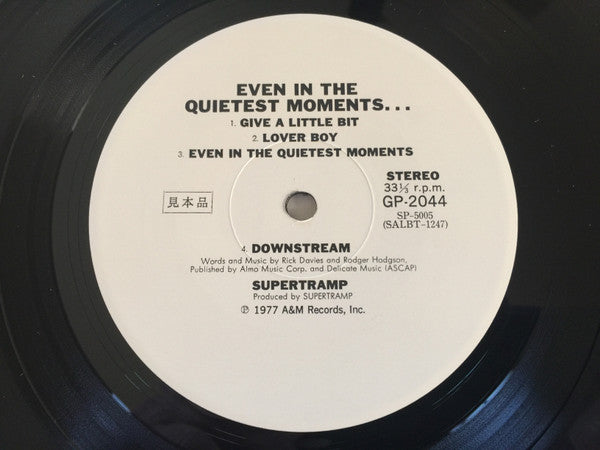 EVEN IN THE
QUIETEST MOMENTS...
1. GIVE A LITTLE BIT
2. LOVER BOY
3. EVEN IN THE QUIETEST MOMENTS
STEREO
33⅓ r.p.m.
GP-2044
SP-5005
(SALBT-1247)
見本品
4. DOWNSTREAM
Words and Music by Rick Davies and Rodger Hodgson,
Published by Almo Music Corp. and Delicate Music (ASCAP)
SUPERTRAMP
Produced by SUPERTRAMP
℗ 1977 A&M Records, Inc.